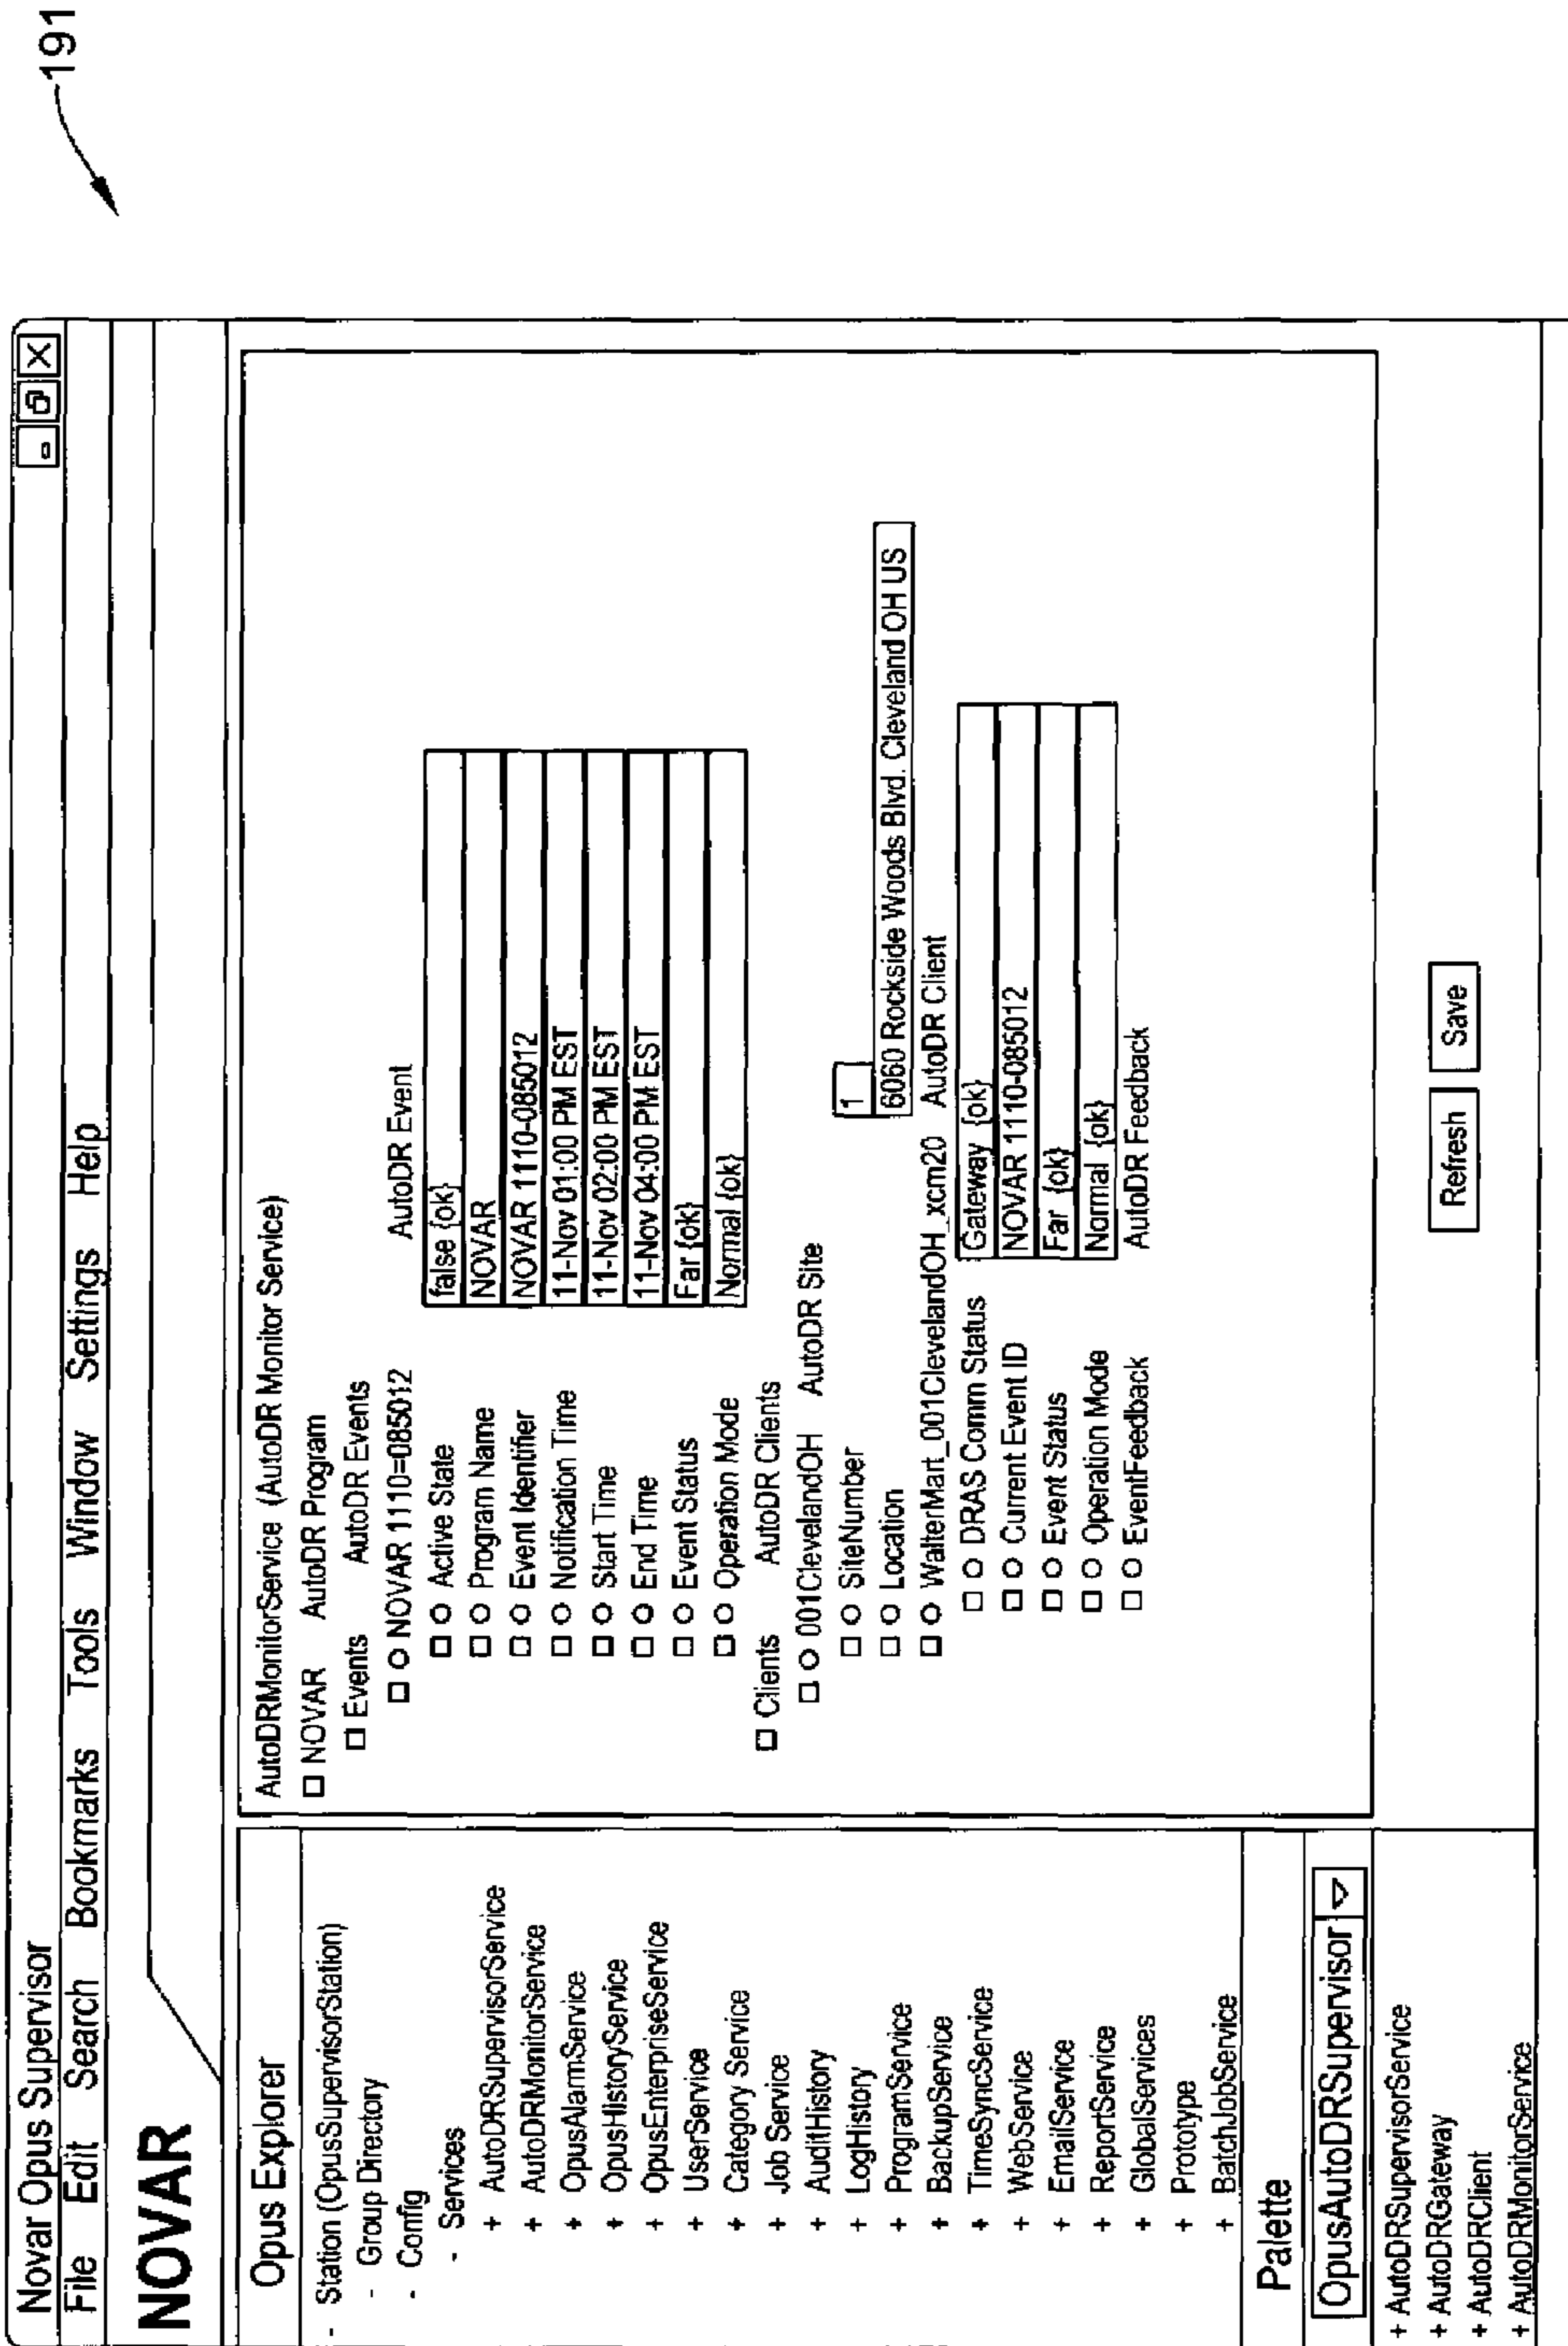 191
Novar Opus Supervisor
File Edit Search Bookmarks Tools Window Settings Help
NOVAR
Opus Explorer
- Station (OpusSupervisorStation)
- Group Directory
- Config
- Services
+ AutoDRSupervisorService
+ AutoDRMonitorService
+ OpusAlarmService
+ OpusHistoryService
+ OpusEnterpriseService
+ UserService
+ Category Service
+ Job Service
+ AuditHistory
+ LogHistory
+ ProgramService
+ BackupService
+ TimeSyncService
+ WebService
+ EmailService
+ ReportService
+ GlobalServices
+ Prototype
+ BatchJobService
Palette
OpusAutoDRSupervisor
+ AutoDRSupervisorService
+ AutoDRGateway
+ AutoDRClient
+ AutoDRMonitorService
AutoDRMonitorService (AutoDR Monitor Service)
NOVAR AutoDR Program
Events AutoDR Events
NOVAR 1110=085012 AutoDR Event
Active State false {ok}
Program Name NOVAR
Event Identifier NOVAR 1110-085012
Notification Time 11-Nov 01:00 PM EST
Start Time 11-Nov 02:00 PM EST
End Time 11-Nov 04:00 PM EST
Event Status Far {ok}
Operation Mode Normal {ok}
Clients AutoDR Clients
001ClevelandOH AutoDR Site
SiteNumber 1
Location 6060 Rockside Woods Blvd. Cleveland OH US
WalterMart_001ClevelandOH_xcm20 AutoDR Client
DRAS Comm Status Gateway {ok}
Current Event ID NOVAR 1110-085012
Event Status Far {ok}
Operation Mode Normal {ok}
EventFeedback AutoDR Feedback
Refresh Save